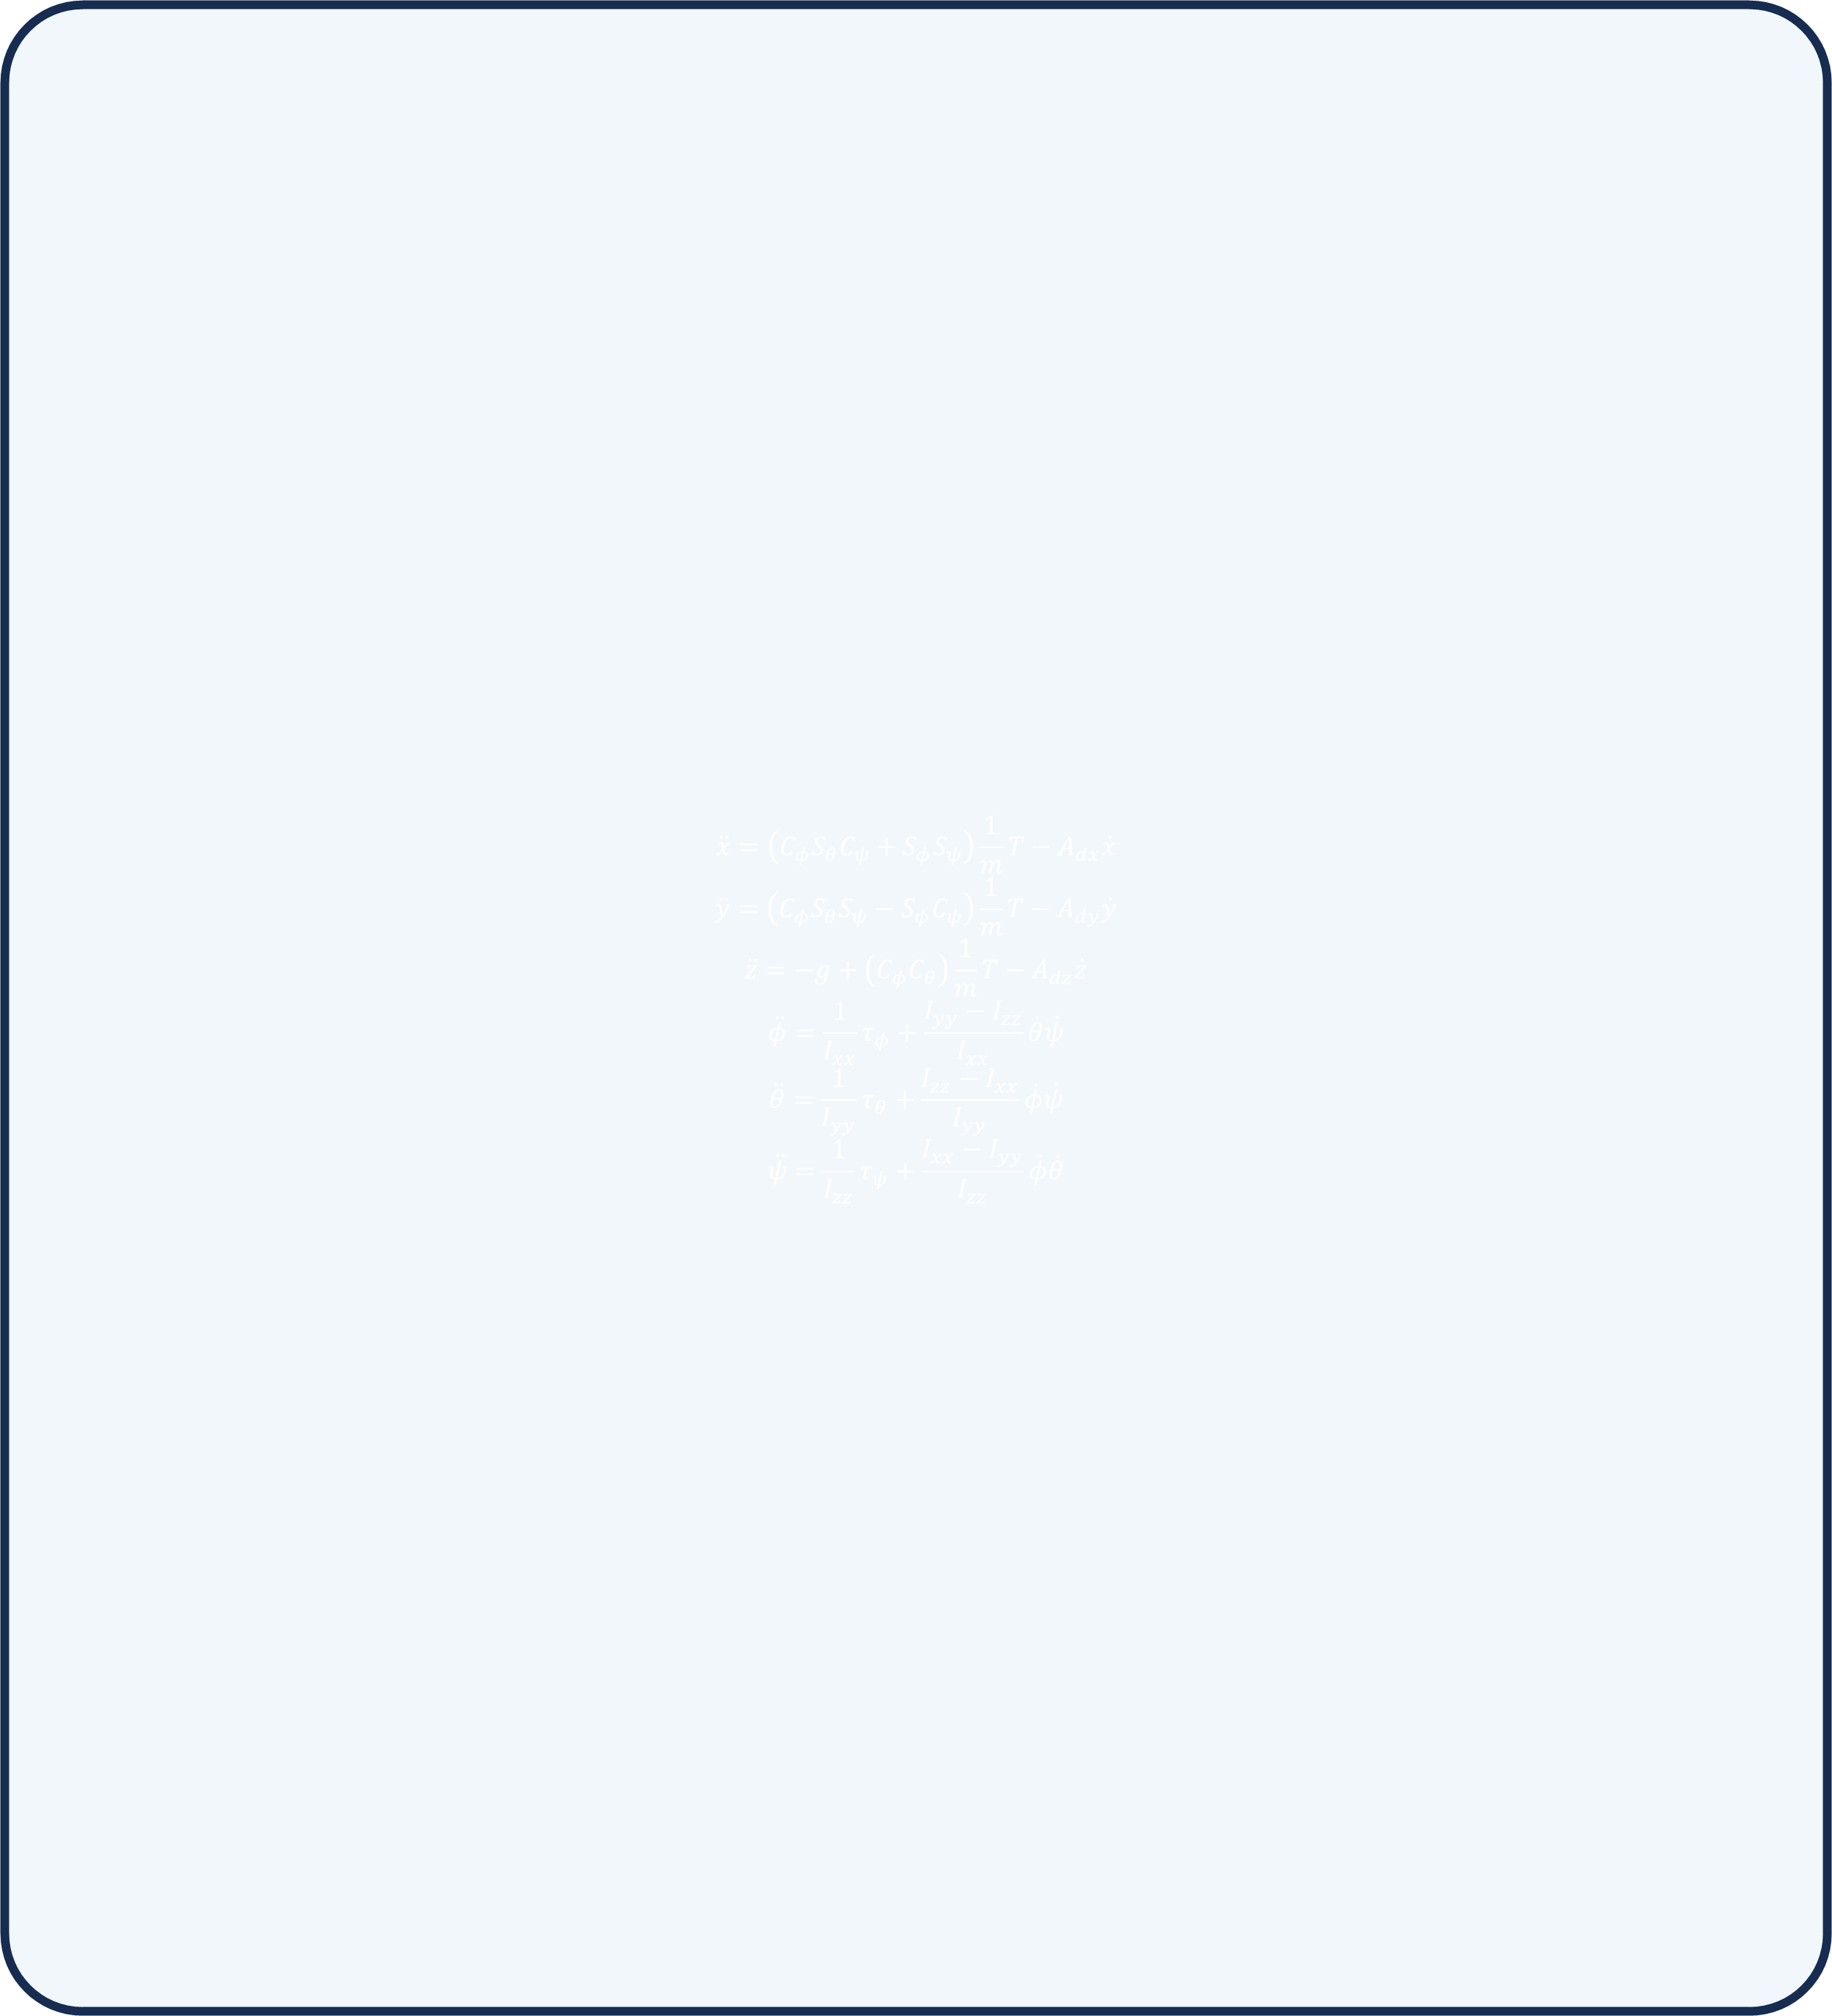 ẍ = (C_ϕ S_θ C_ψ + S_ϕ S_ψ) 1/m T − A_dx ẋ
ÿ = (C_ϕ S_θ S_ψ − S_ϕ C_ψ) 1/m T − A_dy ẏ
z̈ = −g + (C_ϕ C_θ) 1/m T − A_dz ż
ϕ̈ = 1/I_xx τ_ϕ + (I_yy − I_zz)/I_xx θ̇ψ̇
θ̈ = 1/I_yy τ_θ + (I_zz − I_xx)/I_yy ϕ̇ψ̇
ψ̈ = 1/I_zz τ_ψ + (I_xx − I_yy)/I_zz ϕ̇θ̇